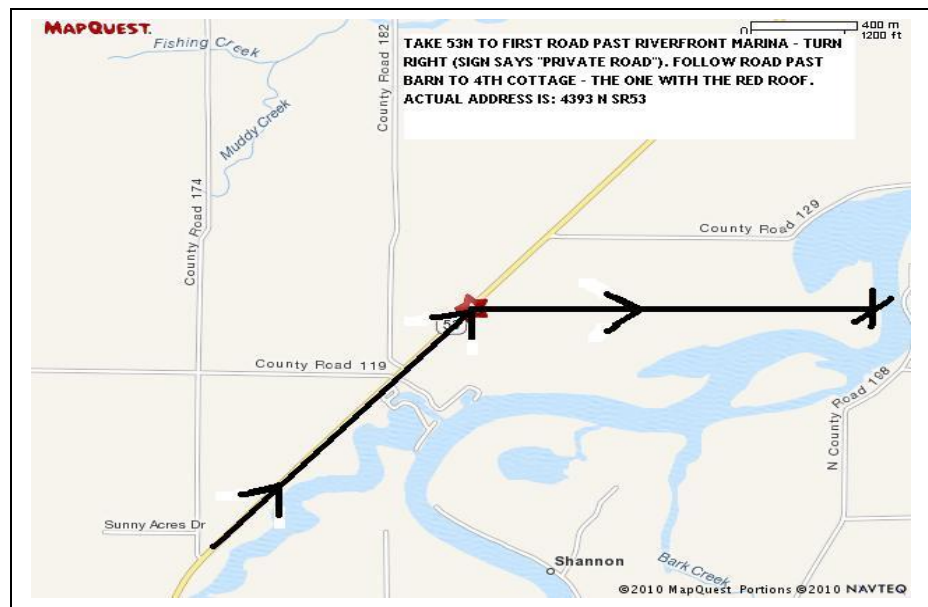 MAPQUEST.
400 m
0
1200 ft
TAKE 53N TO FIRST ROAD PAST RIVERFRONT MARINA - TURN
RIGHT (SIGN SAYS "PRIVATE ROAD"). FOLLOW ROAD PAST
BARN TO 4TH COTTAGE - THE ONE WITH THE RED ROOF.
ACTUAL ADDRESS IS: 4393 N SR53
Fishing Creek
County Road 182
Muddy Creek
County Road 174
County Road 129
53
County Road 119
N County Road 198
Sunny Acres Dr
Shannon
Bark Creek
©2010 MapQuest Portions ©2010 NAVTEQ